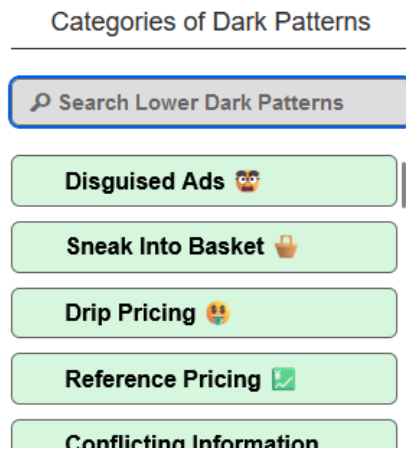 Categories of Dark Patterns
Search Lower Dark Patterns
Disguised Ads 🥸
Sneak Into Basket 🧺
Drip Pricing 🤑
Reference Pricing 💹
Conflicting Information